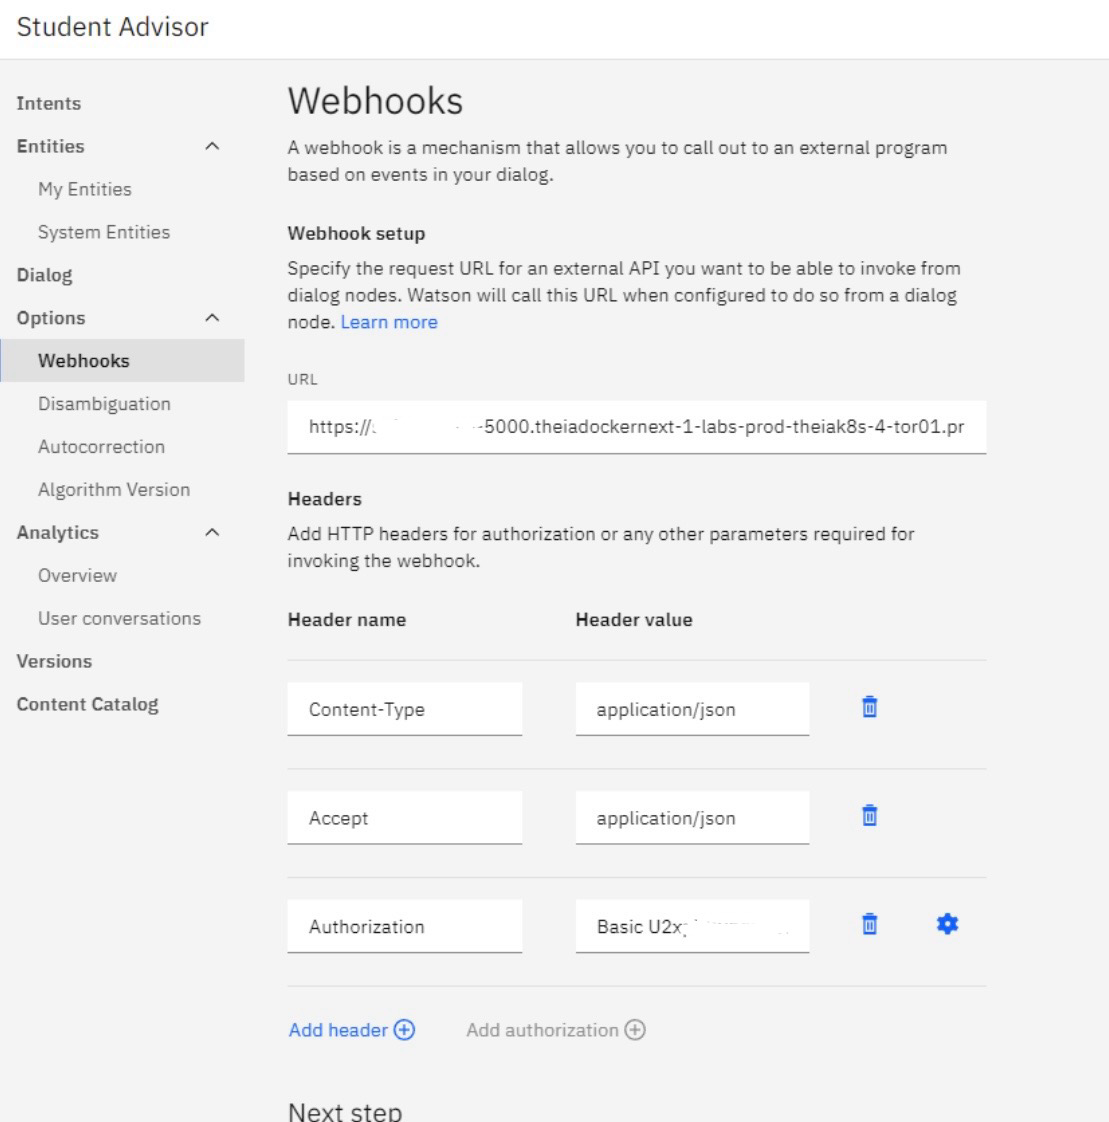 Student Advisor
Intents
Entities
My Entities
System Entities
Dialog
Options
Webhooks
Disambiguation
Autocorrection
Algorithm Version
Analytics
Overview
User conversations
Versions
Content Catalog
Webhooks
A webhook is a mechanism that allows you to call out to an external program
based on events in your dialog.
Webhook setup
Specify the request URL for an external API you want to be able to invoke from
dialog nodes. Watson will call this URL when configured to do so from a dialog
node. Learn more
URL
https:// -5000.theiadockernext-1-labs-prod-theiak8s-4-tor01.pr
Headers
Add HTTP headers for authorization or any other parameters required for
invoking the webhook.
Header name Header value
Content-Type application/json
Accept application/json
Authorization Basic
Add header Add authorization
Next step